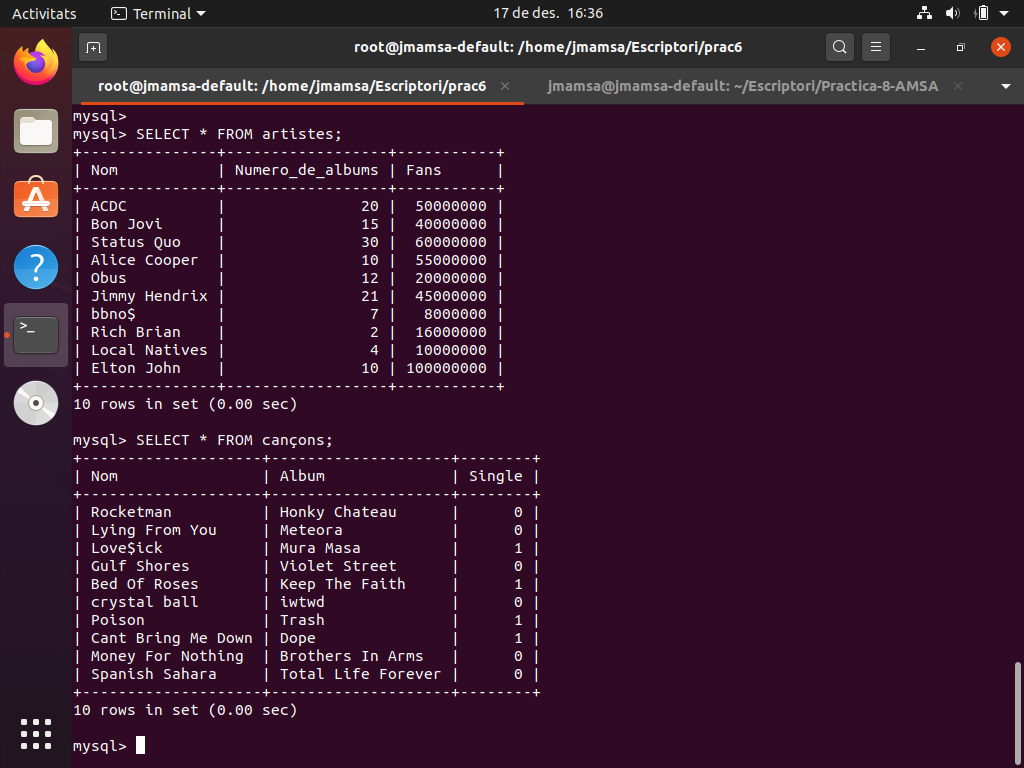 Activitats Terminal 17 de des. 16:36
root@jmamsa-default: /home/jmamsa/Escriptori/prac6
root@jmamsa-default: /home/jmamsa/Escriptori/prac6 × jmamsa@jmamsa-default: ~/Escriptori/Practica-8-AMSA ×
mysql>
mysql> SELECT * FROM artistes;
+---------------+------------------+-----------+
| Nom           | Numero_de_albums | Fans      |
+---------------+------------------+-----------+
| ACDC          |               20 |  50000000 |
| Bon Jovi      |               15 |  40000000 |
| Status Quo    |               30 |  60000000 |
| Alice Cooper  |               10 |  55000000 |
| Obus          |               12 |  20000000 |
| Jimmy Hendrix |               21 |  45000000 |
| bbno$         |                7 |   8000000 |
| Rich Brian    |                2 |  16000000 |
| Local Natives |                4 |  10000000 |
| Elton John    |               10 | 100000000 |
+---------------+------------------+-----------+
10 rows in set (0.00 sec)

mysql> SELECT * FROM cançons;
+--------------------+--------------------+--------+
| Nom                | Album              | Single |
+--------------------+--------------------+--------+
| Rocketman          | Honky Chateau      |      0 |
| Lying From You     | Meteora            |      0 |
| Love$ick           | Mura Masa          |      1 |
| Gulf Shores        | Violet Street      |      0 |
| Bed Of Roses       | Keep The Faith     |      1 |
| crystal ball       | iwtwd              |      0 |
| Poison             | Trash              |      1 |
| Cant Bring Me Down | Dope               |      1 |
| Money For Nothing  | Brothers In Arms   |      0 |
| Spanish Sahara     | Total Life Forever |      0 |
+--------------------+--------------------+--------+
10 rows in set (0.00 sec)

mysql>